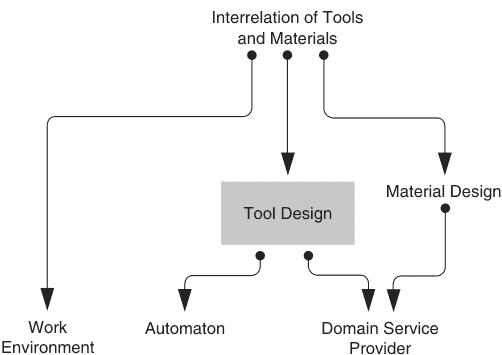 Interrelation of Tools
and Materials
Material Design
Tool Design
Work
Environment
Automaton
Domain Service
Provider